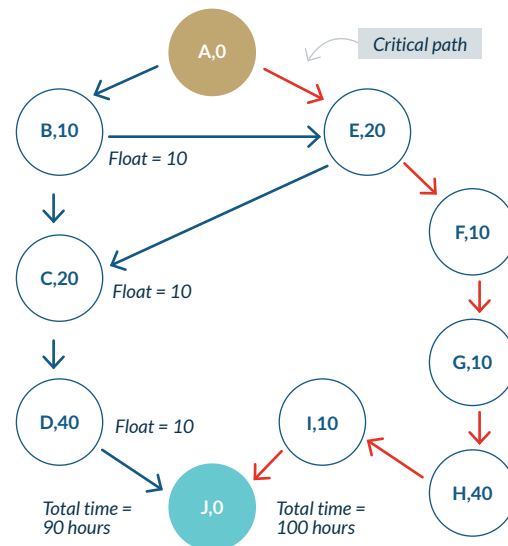 A,0
Critical path
B,10
E,20
Float = 10
F,10
C,20
Float = 10
G,10
D,40
Float = 10
I,10
H,40
J,0
Total time =
90 hours
Total time =
100 hours